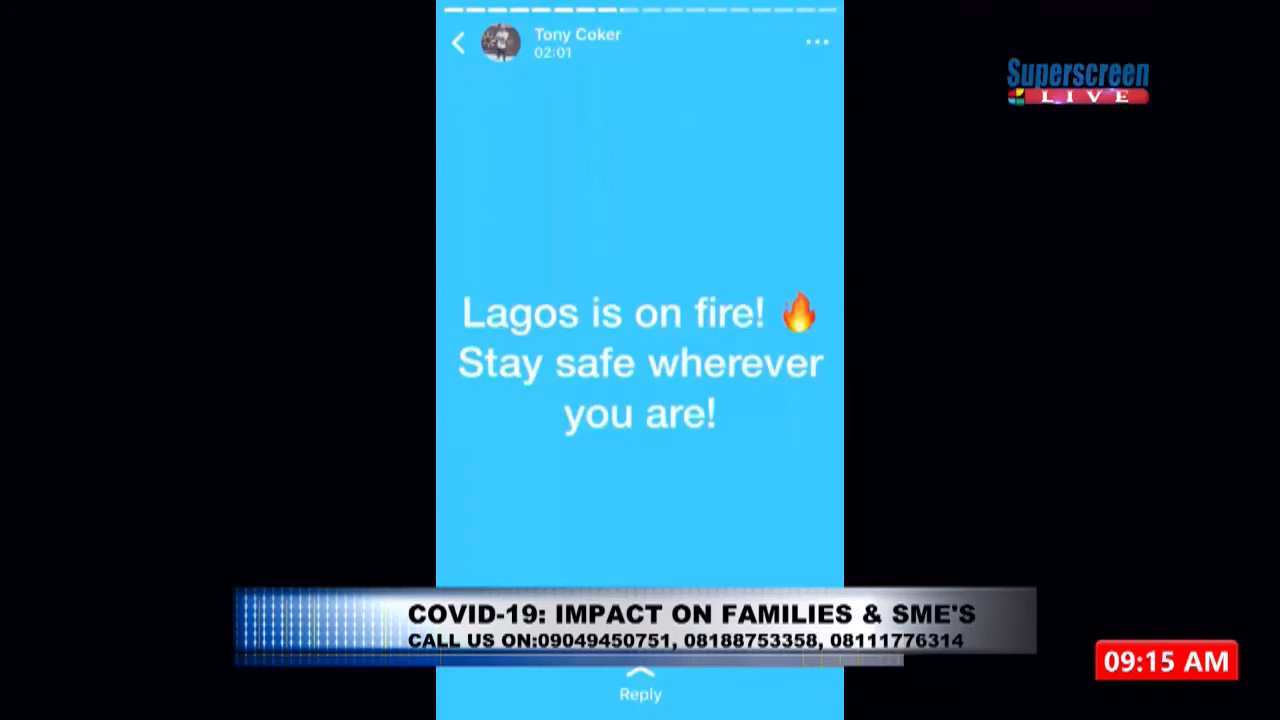 Tony Coker
02:01
Superscreen
LIVE
Lagos is on fire! 🔥
Stay safe wherever
you are!
COVID-19: IMPACT ON FAMILIES & SME'S
CALL US ON:09049450751, 08188753358, 08111776314
09:15 AM
Reply